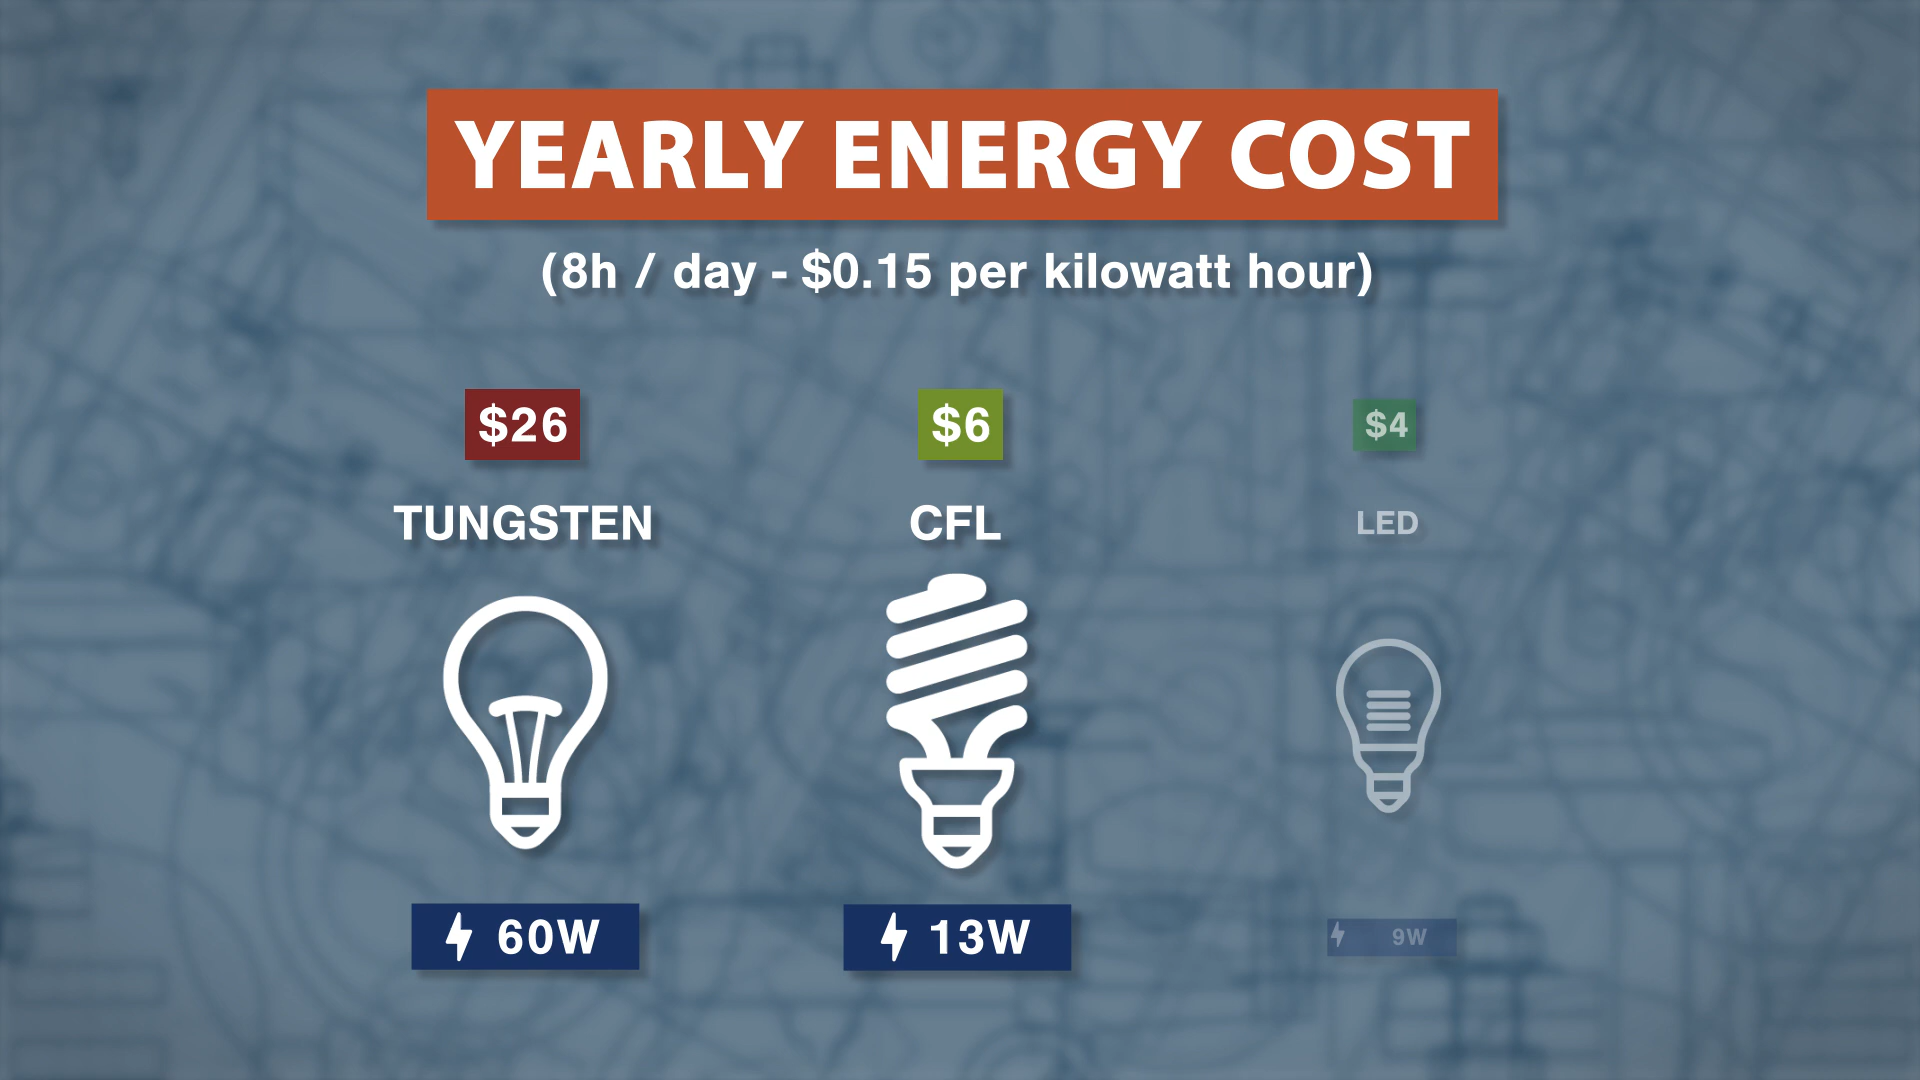 YEARLY ENERGY COST
(8h / day - $0.15 per kilowatt hour)
$26
$6
$4
TUNGSTEN
CFL
LED
60W
13W
9W